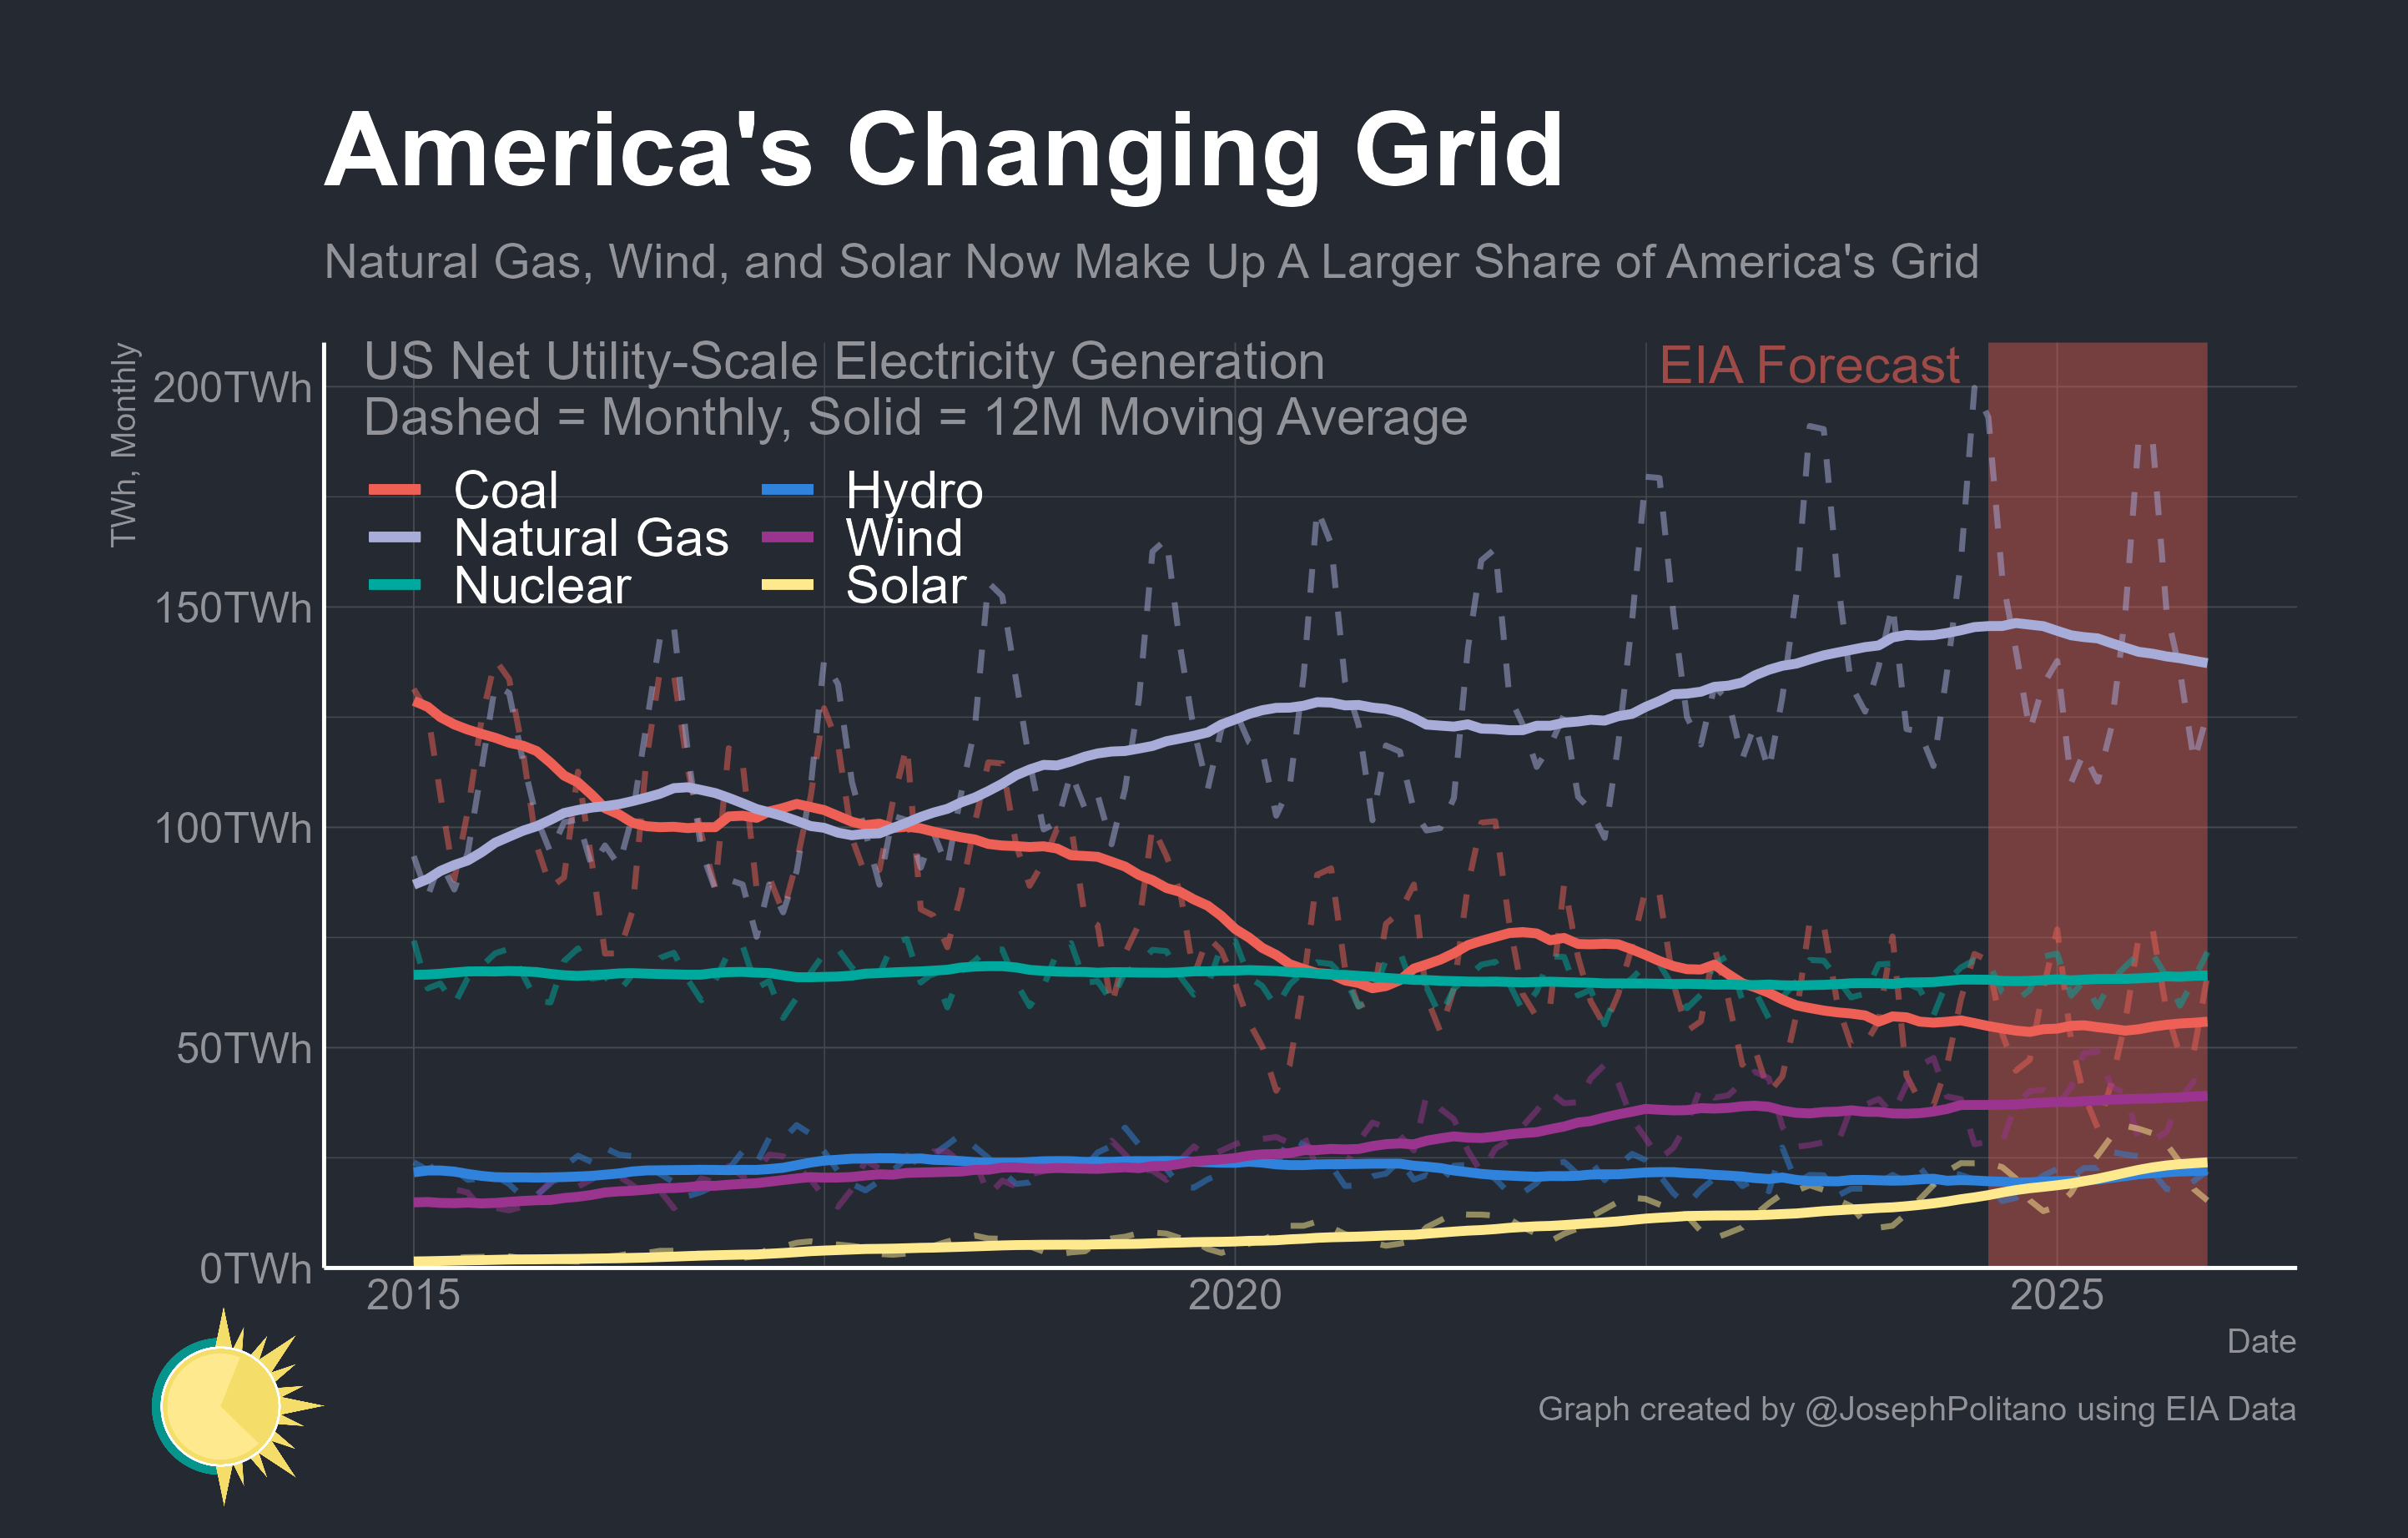 America's Changing Grid
Natural Gas, Wind, and Solar Now Make Up A Larger Share of America's Grid
TWh, Monthly
US Net Utility-Scale Electricity Generation
Dashed = Monthly, Solid = 12M Moving Average
EIA Forecast
Coal
Natural Gas
Nuclear
Hydro
Wind
Solar
200TWh
150TWh
100TWh
50TWh
0TWh
2015
2020
2025
Date
Graph created by @JosephPolitano using EIA Data